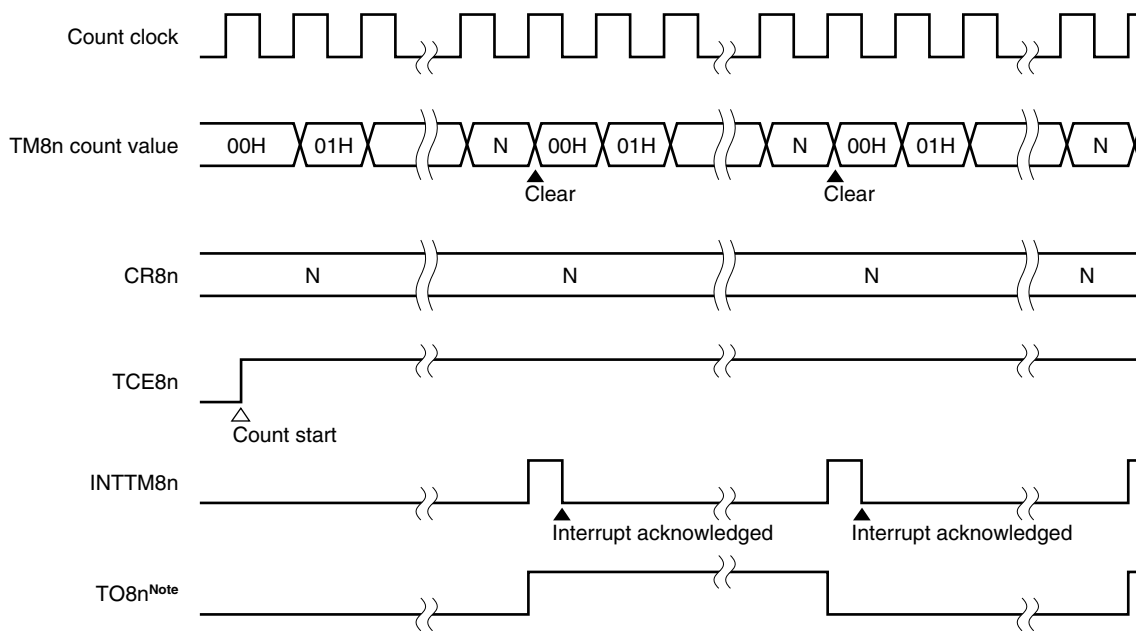 Count clock
TM8n count value 00H 01H N 00H 01H N 00H 01H N
Clear Clear
CR8n N N N N
TCE8n
Count start
INTTM8n
Interrupt acknowledged Interrupt acknowledged
TO8nNote